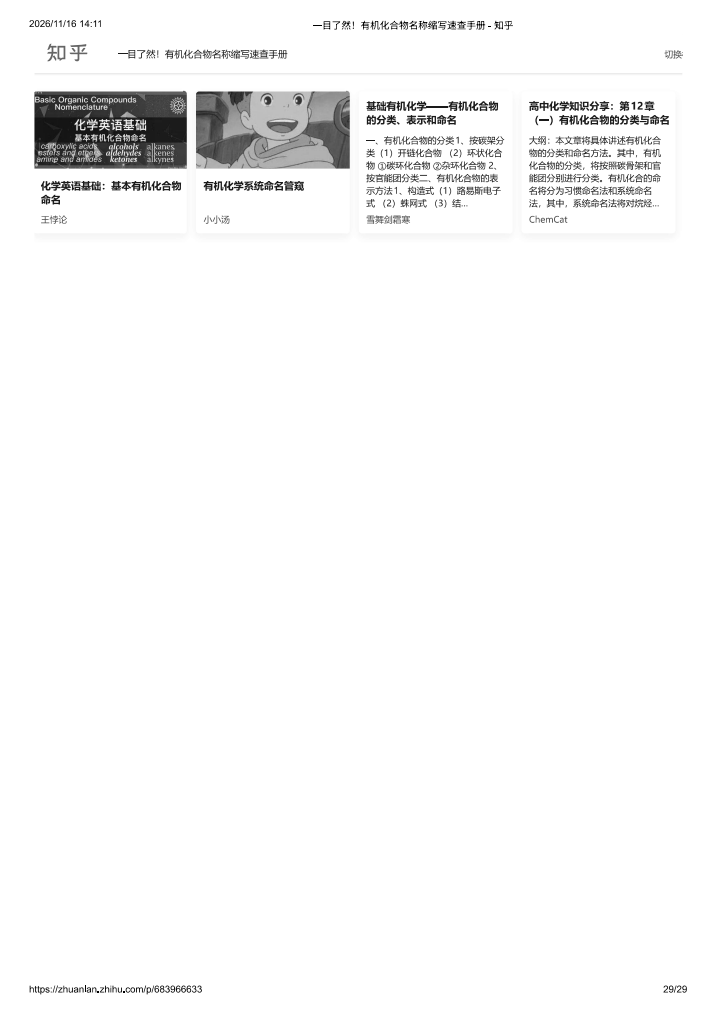 2026/11/16 14:11
一目了然！有机化合物名称缩写速查手册 - 知乎
知乎
一目了然！有机化合物名称缩写速查手册
切换
Basic Organic Compounds
Nomenclature
化学英语基础
基本有机化合物命名
carboxylic acids alcohols alkanes
esters and ethers aldehydes alkenes
amine and amides ketones alkynes
化学英语基础：基本有机化合物
命名
王悖论
有机化学系统命名管窥
小小汤
基础有机化学——有机化合物
的分类、表示和命名
一、有机化合物的分类 1、按碳架分
类（1）开链化合物 （2）环状化合
物 ①碳环化合物 ②杂环化合物 2、
按官能团分类二、有机化合物的表
示方法 1、构造式（1）路易斯电子
式 （2）蛛网式 （3）结...
雪舞剑霜寒
高中化学知识分享：第12章
（一）有机化合物的分类与命名
大纲：本文章将具体讲述有机化合
物的分类和命名方法。其中，有机
化合物的分类，将按照碳骨架和官
能团分别进行分类。有机化合的命
名将分为习惯命名法和系统命名
法，其中，系统命名法将对烷烃...
ChemCat
https://zhuanlan.zhihu.com/p/683966633
29/29